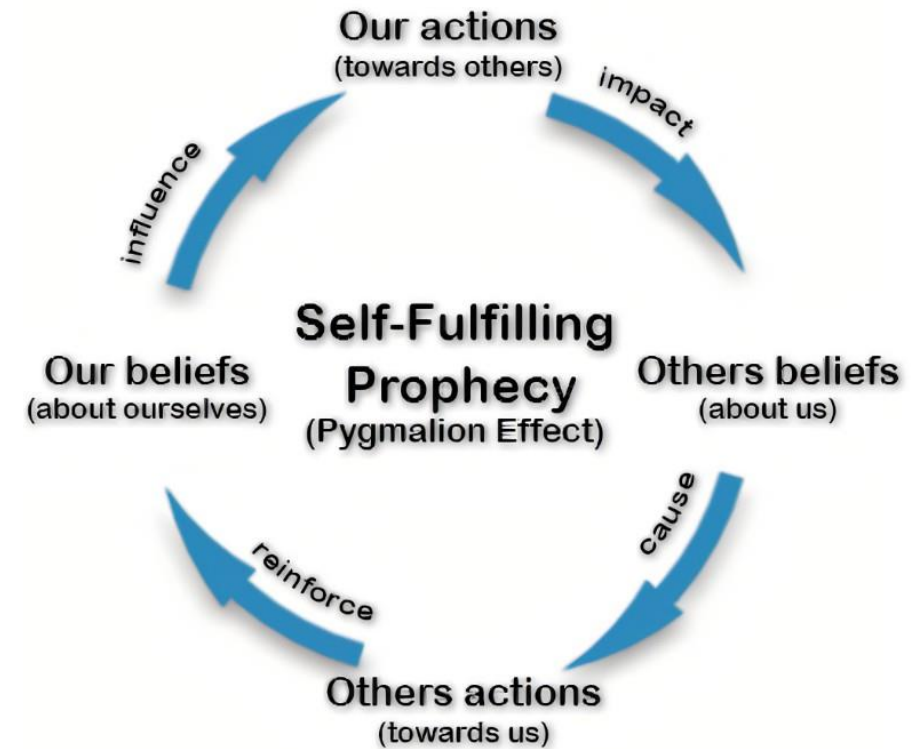 Our actions
(towards others)
impact
Others beliefs
(about us)
cause
Others actions
(towards us)
reinforce
Our beliefs
(about ourselves)
influence
Self-Fulfilling
Prophecy
(Pygmalion Effect)